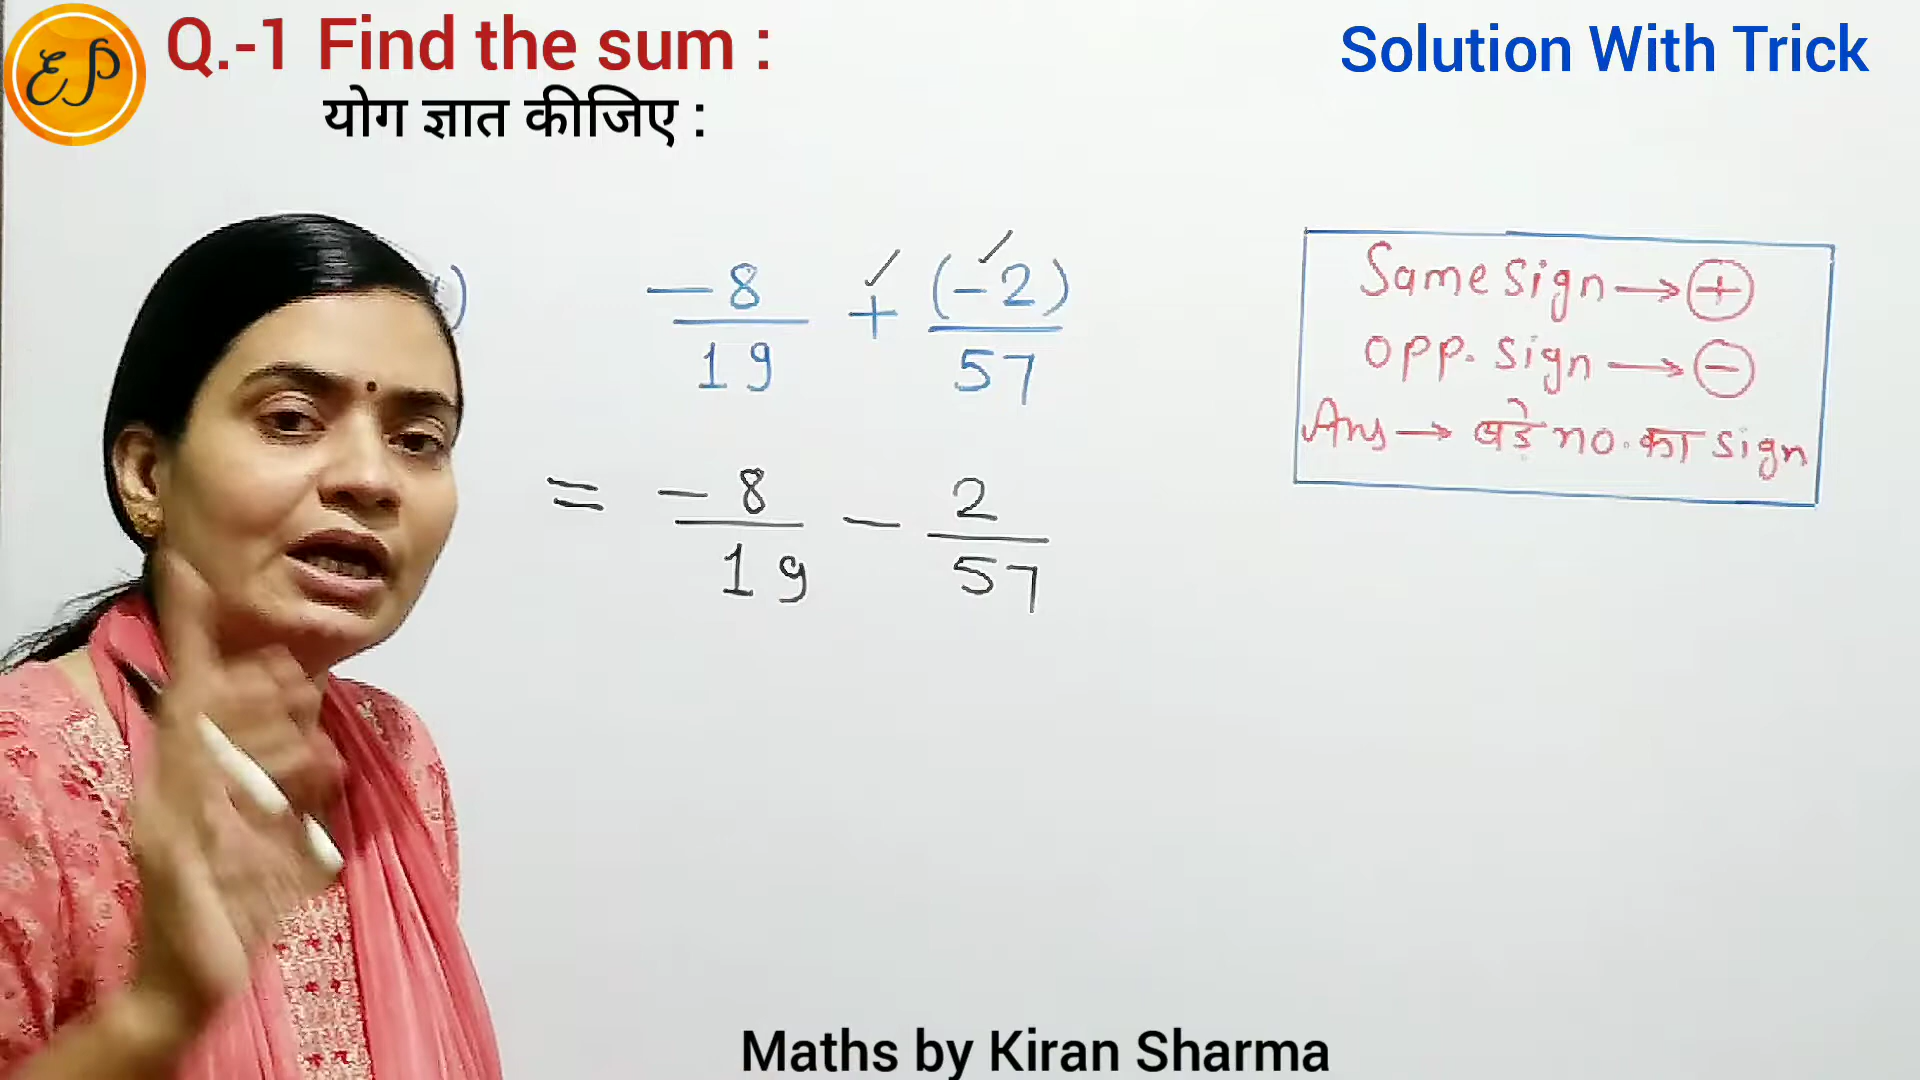 EP
Q.-1 Find the sum :
योग ज्ञात कीजिए :
Solution With Trick
)
-8/19 + (-2)/57
= -8/19 - 2/57
Same sign → +
opp. sign → -
Ans → बड़े no. का sign
Maths by Kiran Sharma